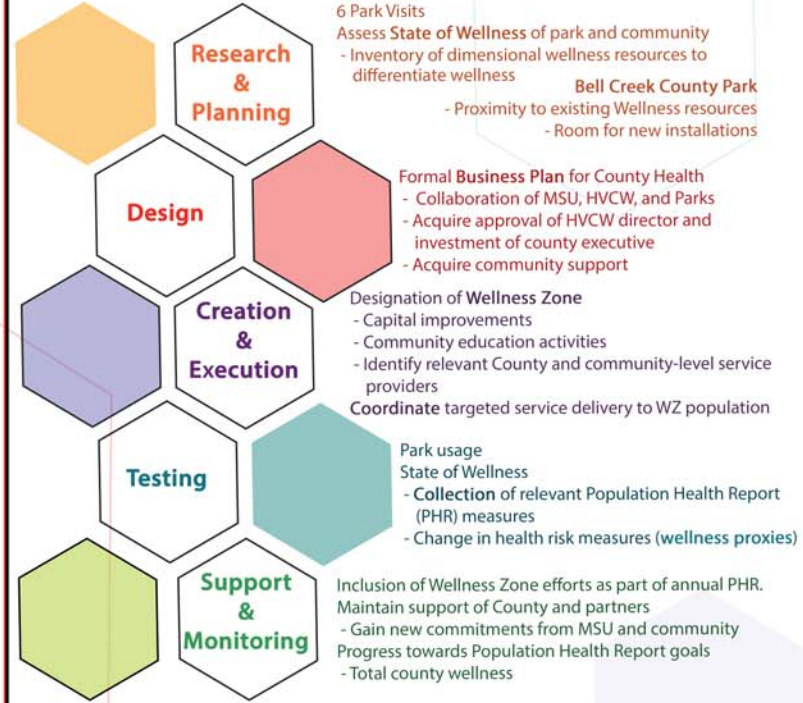 Research
&
Planning
6 Park Visits
Assess State of Wellness of park and community
- Inventory of dimensional wellness resources to
differentiate wellness
Bell Creek County Park
- Proximity to existing Wellness resources
- Room for new installations
Design
Formal Business Plan for County Health
- Collaboration of MSU, HVCW, and Parks
- Acquire approval of HVCW director and
investment of county executive
- Acquire community support
Creation
&
Execution
Designation of Wellness Zone
- Capital improvements
- Community education activities
- Identify relevant County and community-level service
providers
Coordinate targeted service delivery to WZ population
Testing
Park usage
State of Wellness
- Collection of relevant Population Health Report
(PHR) measures
- Change in health risk measures (wellness proxies)
Support
&
Monitoring
Inclusion of Wellness Zone efforts as part of annual PHR.
Maintain support of County and partners
- Gain new commitments from MSU and community
Progress towards Population Health Report goals
- Total county wellness